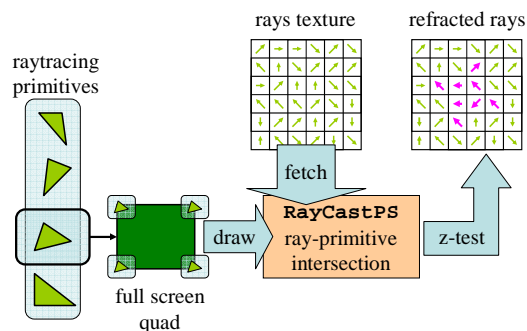 rays texture
refracted rays
raytracing
primitives
fetch
RayCastPS
ray-primitive
intersection
draw
z-test
full screen
quad